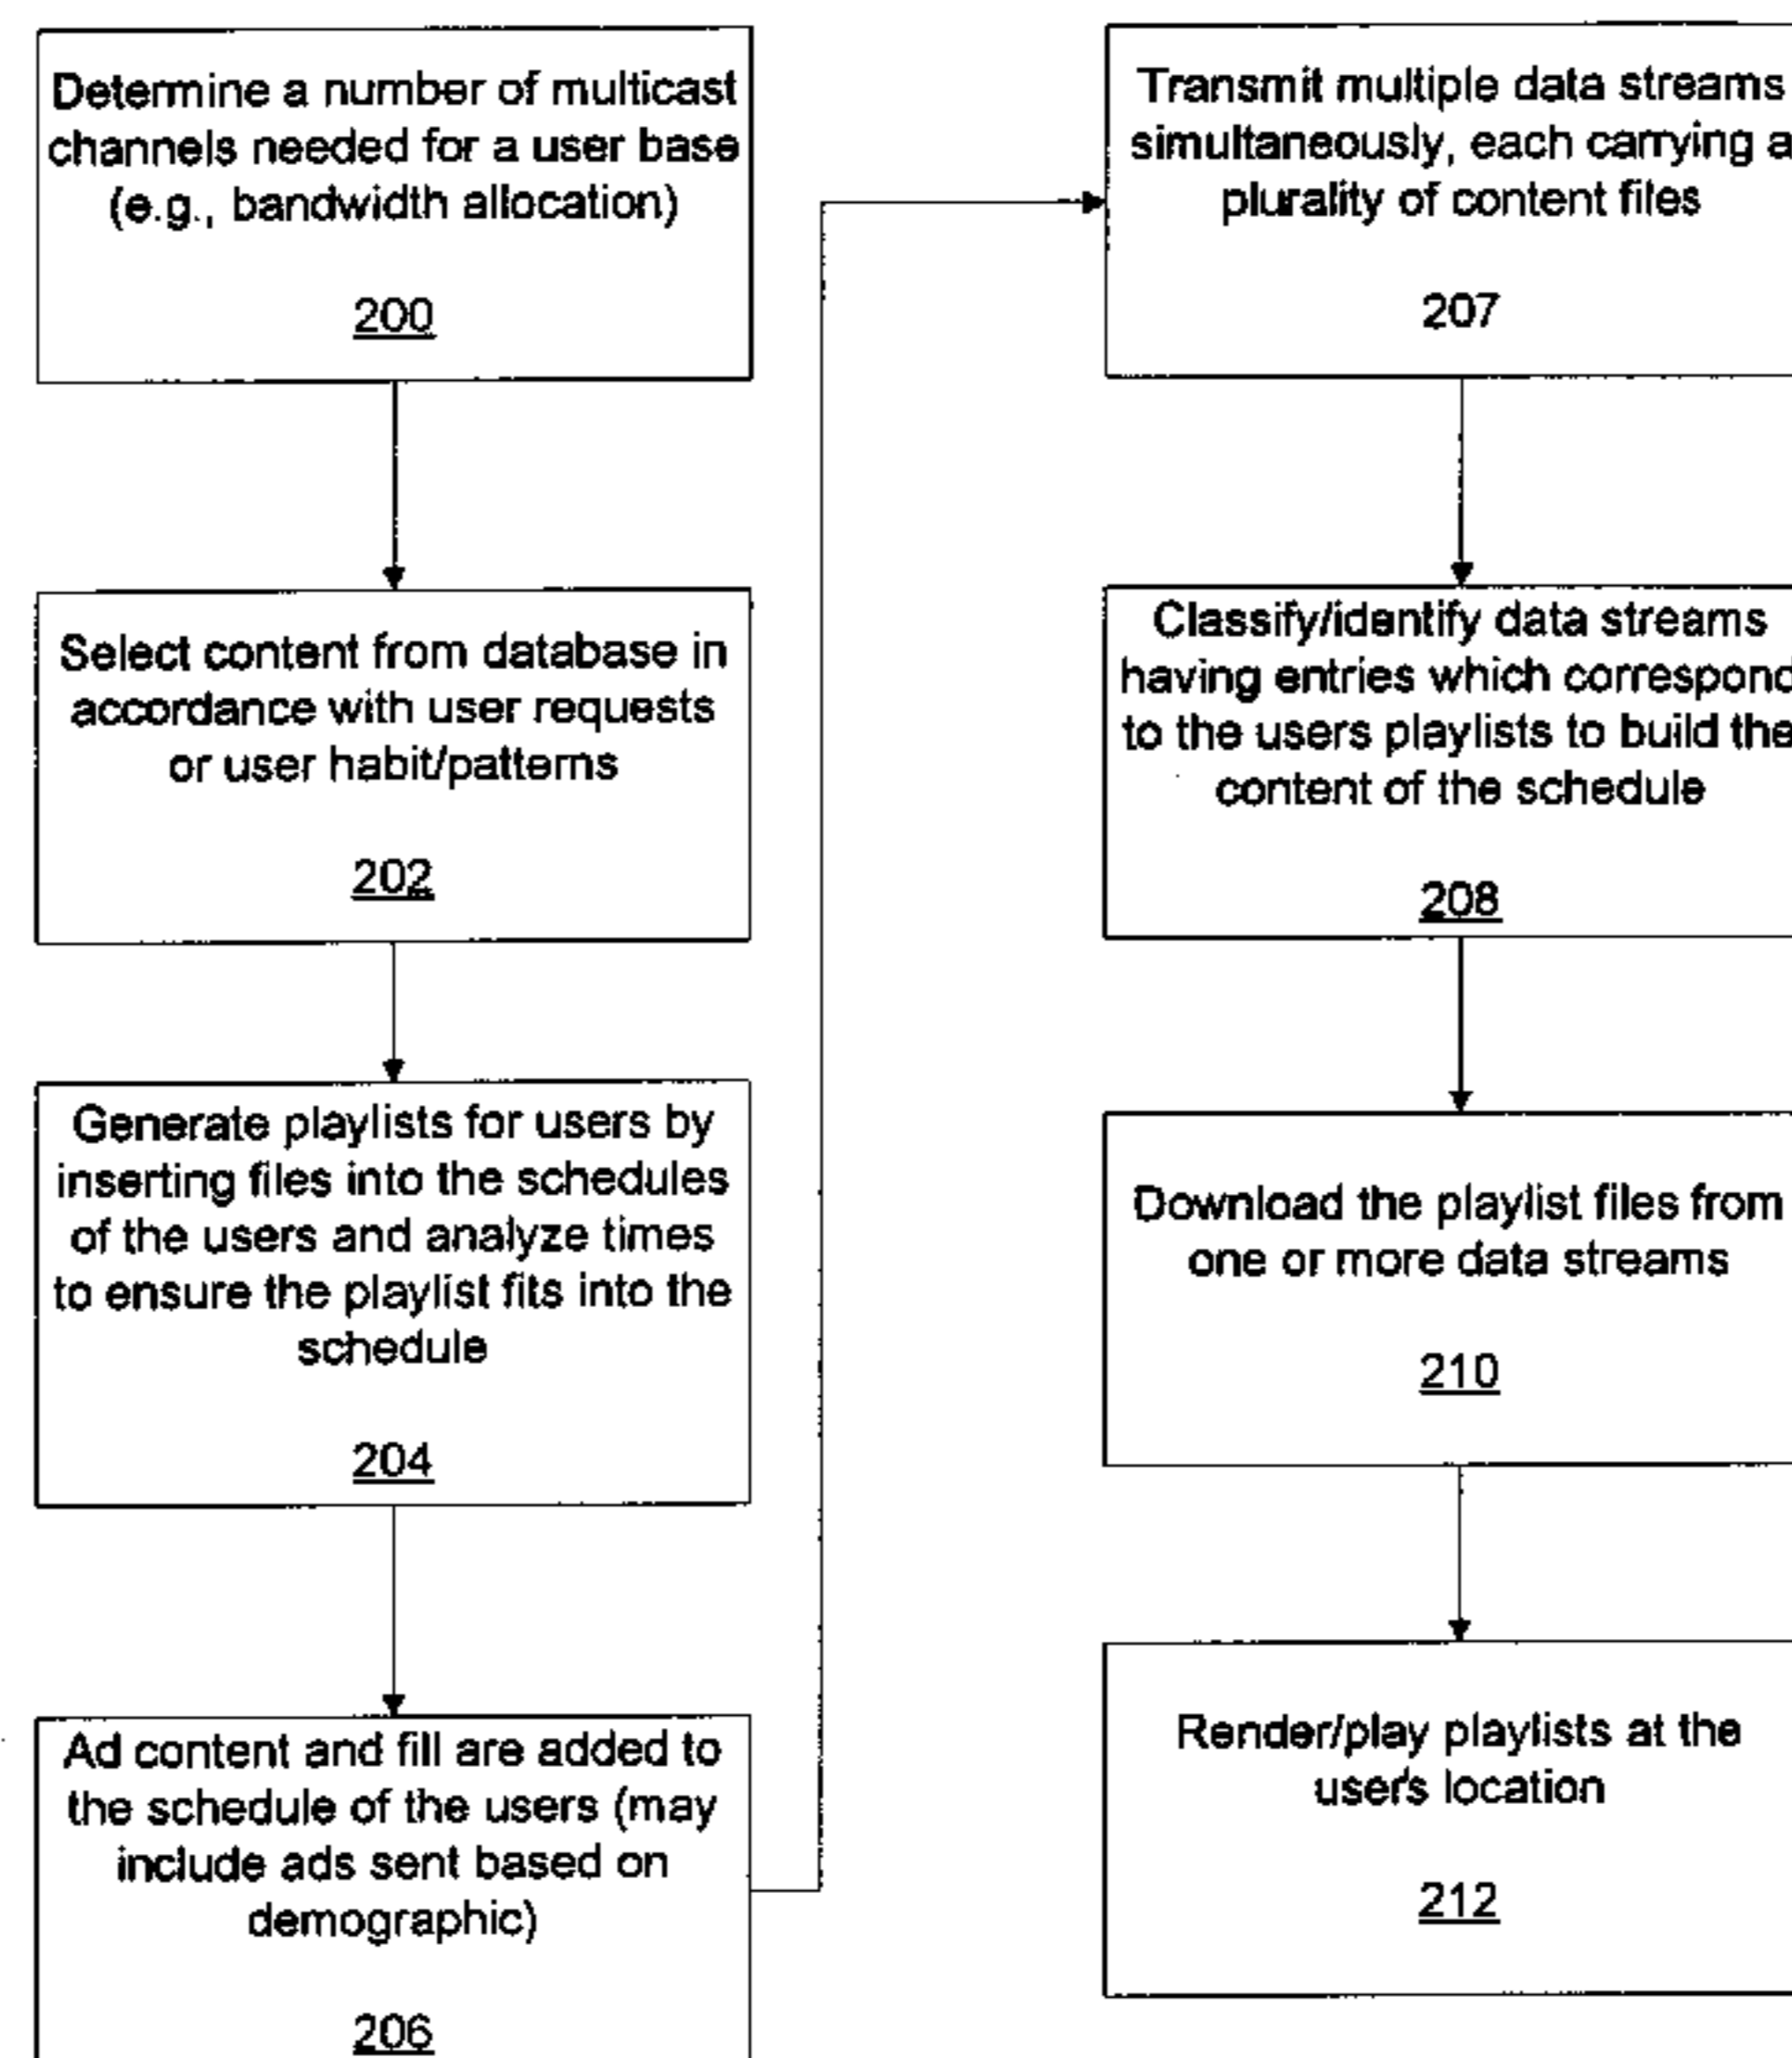 Determine a number of multicast
channels needed for a user base
(e.g., bandwidth allocation)
200
Select content from database in
accordance with user requests
or user habit/patterns
202
Generate playlists for users by
inserting files into the schedules
of the users and analyze times
to ensure the playlist fits into the
schedule
204
Ad content and fill are added to
the schedule of the users (may
include ads sent based on
demographic)
206
Transmit multiple data streams
simultaneously, each carrying a
plurality of content files
207
Classify/identify data streams
having entries which correspond
to the users playlists to build the
content of the schedule
208
Download the playlist files from
one or more data streams
210
Render/play playlists at the
user's location
212